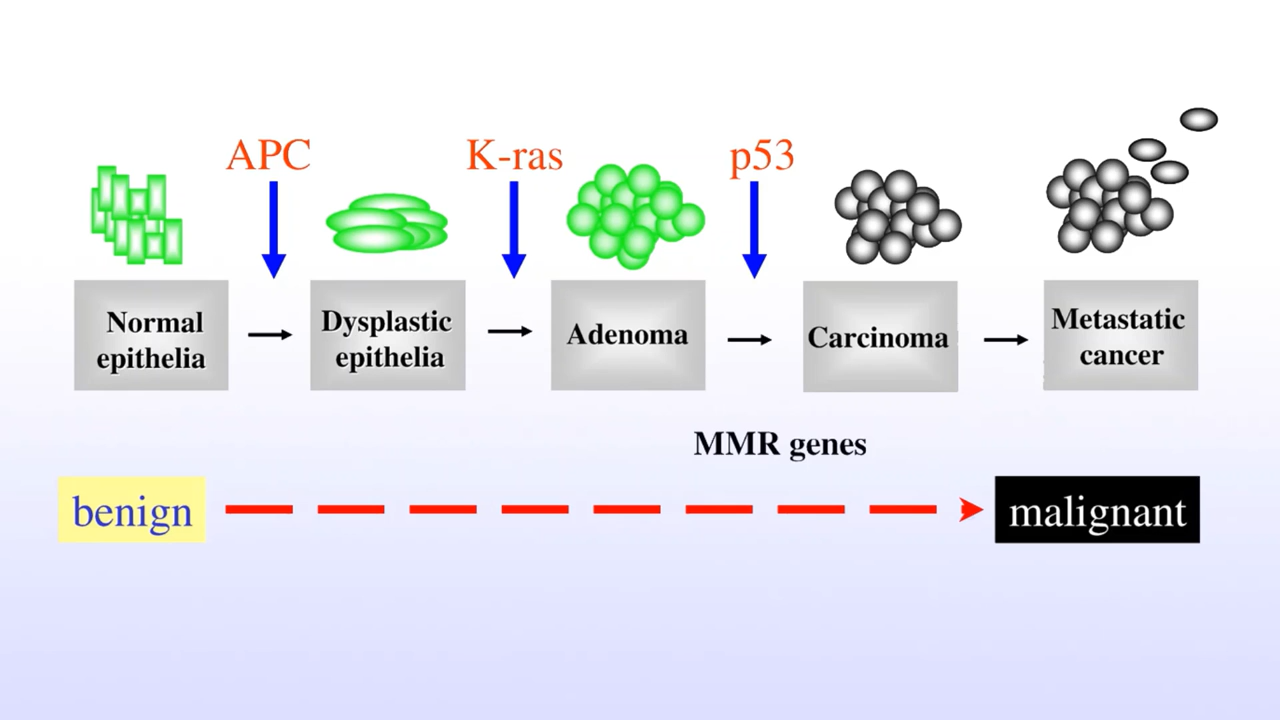 APC
K-ras
p53
Normal
epithelia
Dysplastic
epithelia
Adenoma
Carcinoma
Metastatic
cancer
MMR genes
benign
malignant